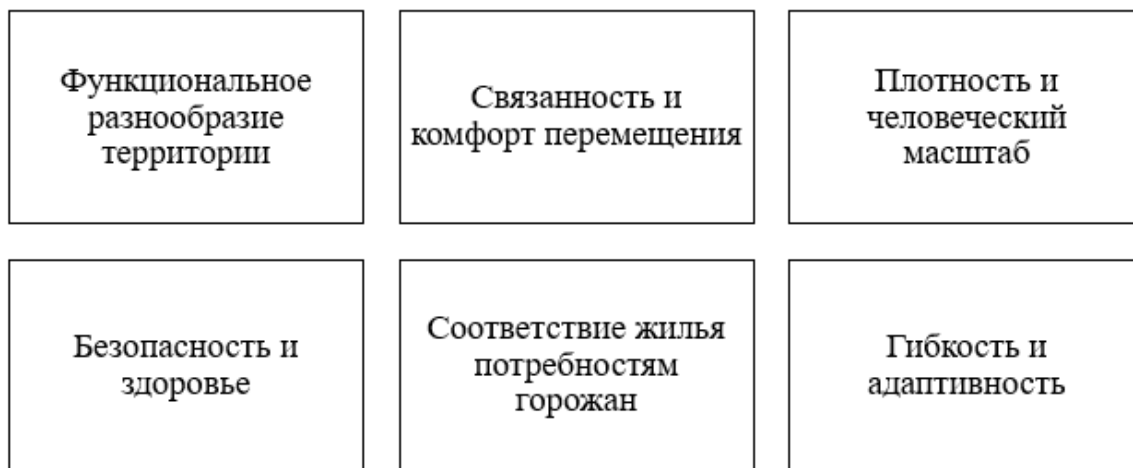 Функциональное
разнообразие
территории
Связанность и
комфорт перемещения
Плотность и
человеческий
масштаб
Безопасность и
здоровье
Соответствие жилья
потребностям
горожан
Гибкость и
адаптивность